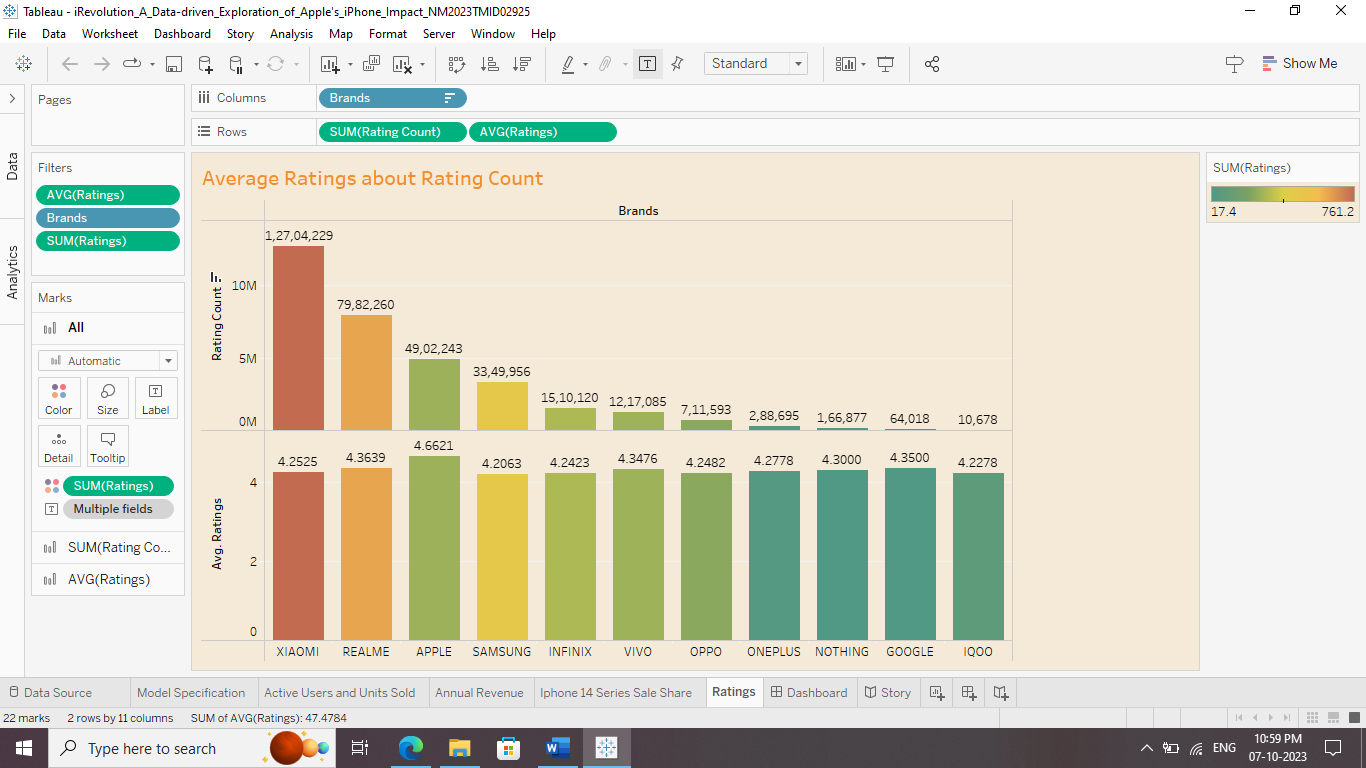 Tableau - iRevolution_A_Data-driven_Exploration_of_Apple's_iPhone_Impact_NM2023TMID02925
File Data Worksheet Dashboard Story Analysis Map Format Server Window Help
Standard
Show Me
Data
Analytics
Pages
Filters
AVG(Ratings)
Brands
SUM(Ratings)
Marks
All
Automatic
Color Size Label
Detail Tooltip
SUM(Ratings)
Multiple fields
SUM(Rating Co...
AVG(Ratings)
Columns Brands
Rows SUM(Rating Count) AVG(Ratings)
Average Ratings about Rating Count
Brands
Rating Count
10M
5M
0M
1,27,04,229
79,82,260
49,02,243
33,49,956
15,10,120
12,17,085
7,11,593
2,88,695
1,66,877
64,018
10,678
Avg. Ratings
4
2
0
4.2525
4.3639
4.6621
4.2063
4.2423
4.3476
4.2482
4.2778
4.3000
4.3500
4.2278
XIAOMI REALME APPLE SAMSUNG INFINIX VIVO OPPO ONEPLUS NOTHING GOOGLE IQOO
SUM(Ratings)
17.4 761.2
Data Source Model Specification Active Users and Units Sold Annual Revenue Iphone 14 Series Sale Share Ratings Dashboard Story
22 marks 2 rows by 11 columns SUM of AVG(Ratings): 47.4784
Type here to search
W
ENG
10:59 PM
07-10-2023